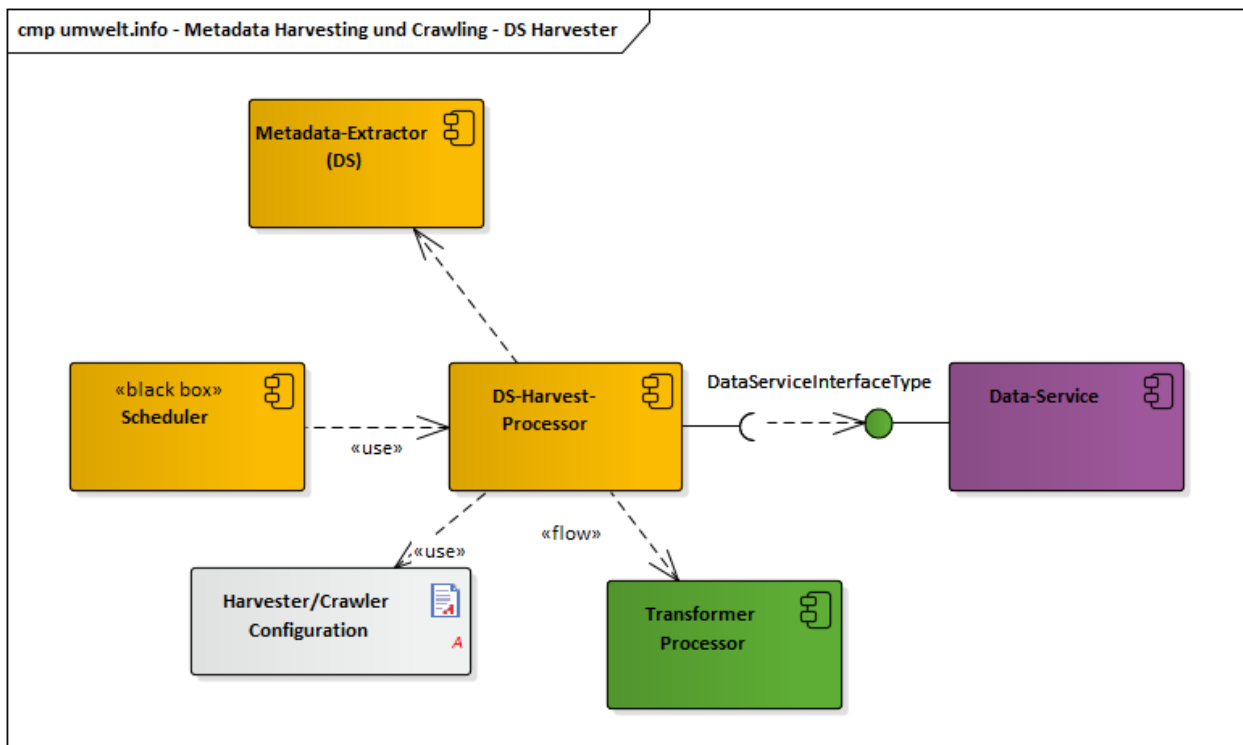 cmp umwelt.info - Metadata Harvesting und Crawling - DS Harvester
Metadata-Extractor
(DS)
«black box»
Scheduler
«use»
DS-Harvest-
Processor
DataServiceInterfaceType
Data-Service
«use»
«flow»
Harvester/Crawler
Configuration
A
A
Transformer
Processor